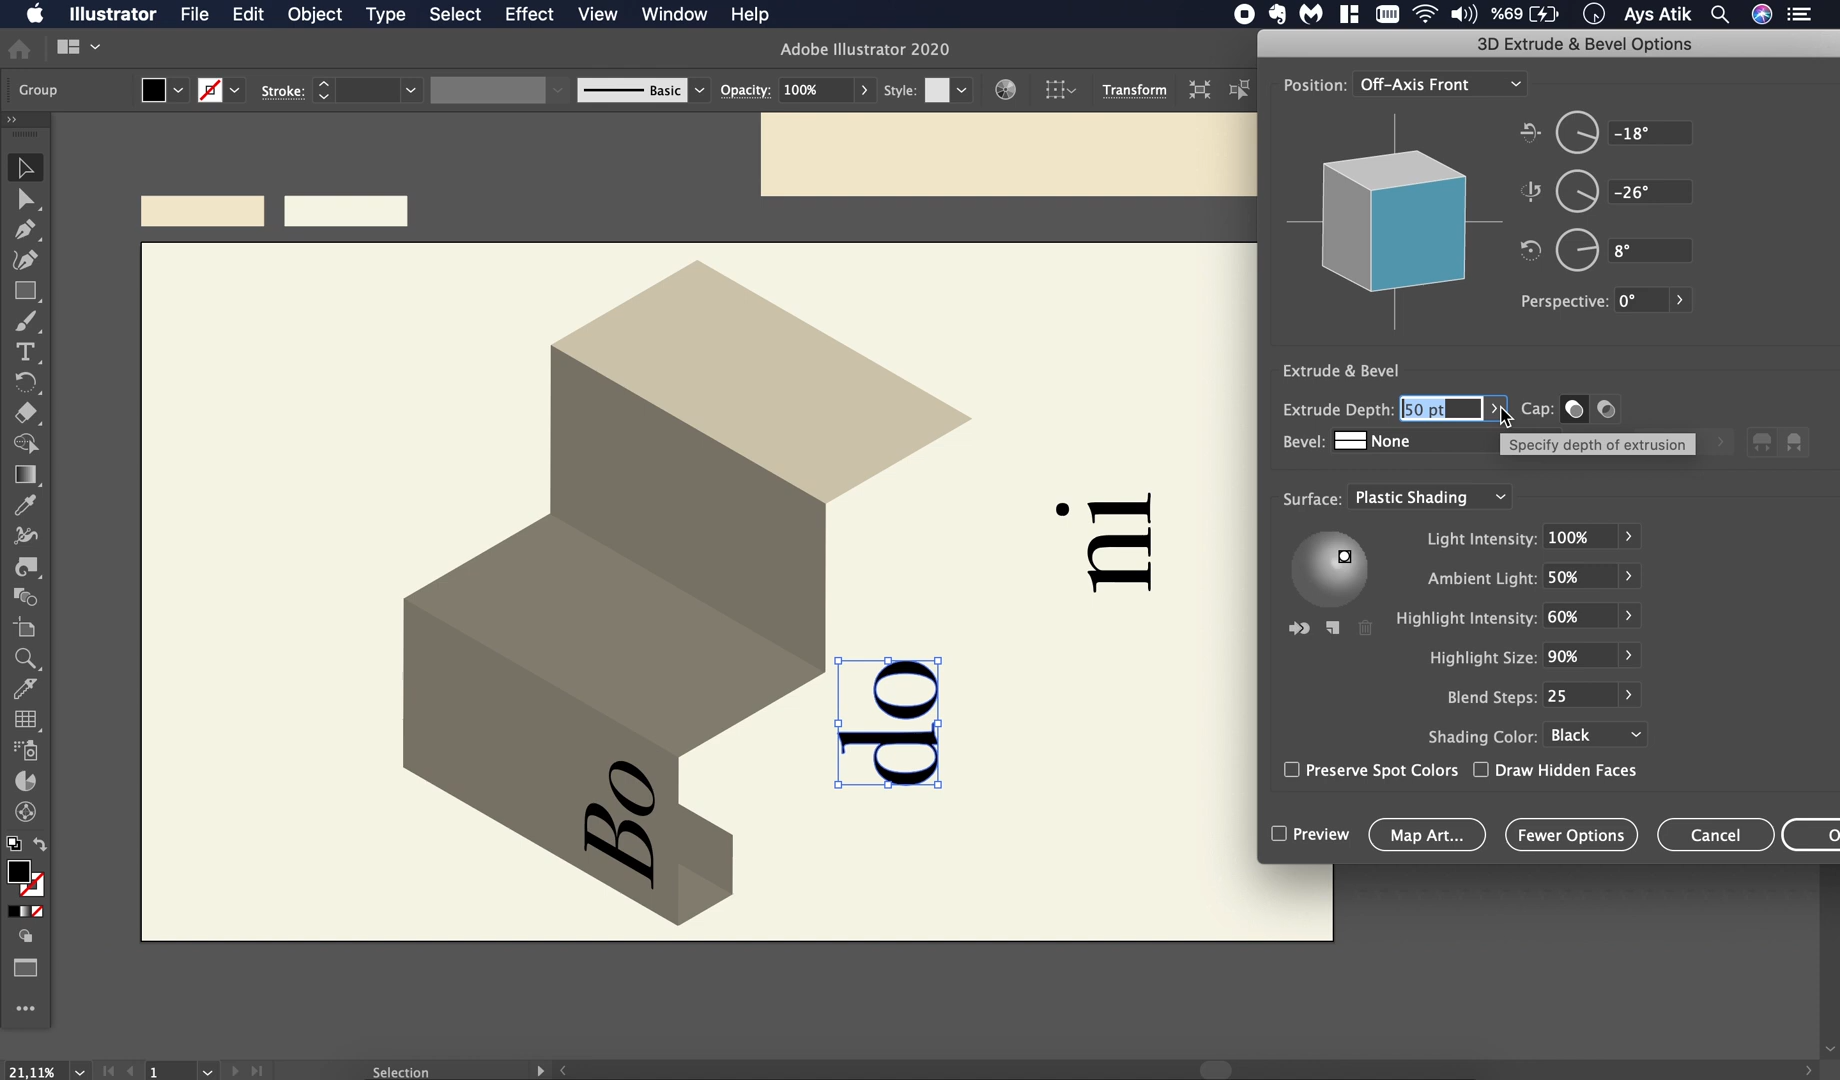 Illustrator File Edit Object Type Select Effect View Window Help %69 Ays Atik
Adobe Illustrator 2020
3D Extrude & Bevel Options
Group Stroke: Basic Opacity: 100% Style: Transform
Position: Off-Axis Front
-18°
-26°
8°
Perspective: 0°
Extrude & Bevel
Extrude Depth: 50 pt Cap:
Bevel: None
Specify depth of extrusion
Surface: Plastic Shading
Light Intensity: 100%
Ambient Light: 50%
Highlight Intensity: 60%
Highlight Size: 90%
Blend Steps: 25
Shading Color: Black
Preserve Spot Colors Draw Hidden Faces
Preview Map Art... Fewer Options Cancel O
ni
do
Bo
21,11% 1 Selection